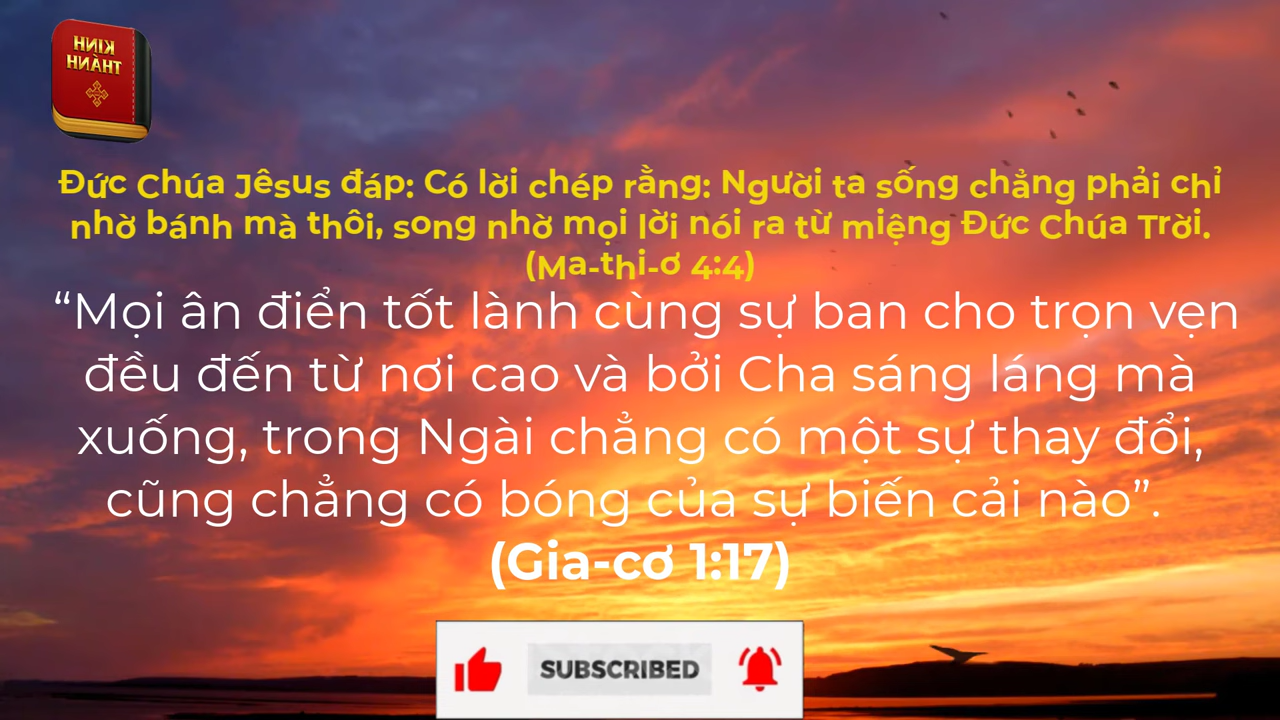 KINH
THÁNH
Đức Chúa Jêsus đáp: Có lời chép rằng: Người ta sống chẳng phải chỉ
nhờ bánh mà thôi, song nhờ mọi lời nói ra từ miệng Đức Chúa Trời.
(Ma-thi-ơ 4:4)
“Mọi ân điển tốt lành cùng sự ban cho trọn vẹn
đều đến từ nơi cao và bởi Cha sáng láng mà
xuống, trong Ngài chẳng có một sự thay đổi,
cũng chẳng có bóng của sự biến cải nào”.
(Gia-cơ 1:17)
SUBSCRIBED